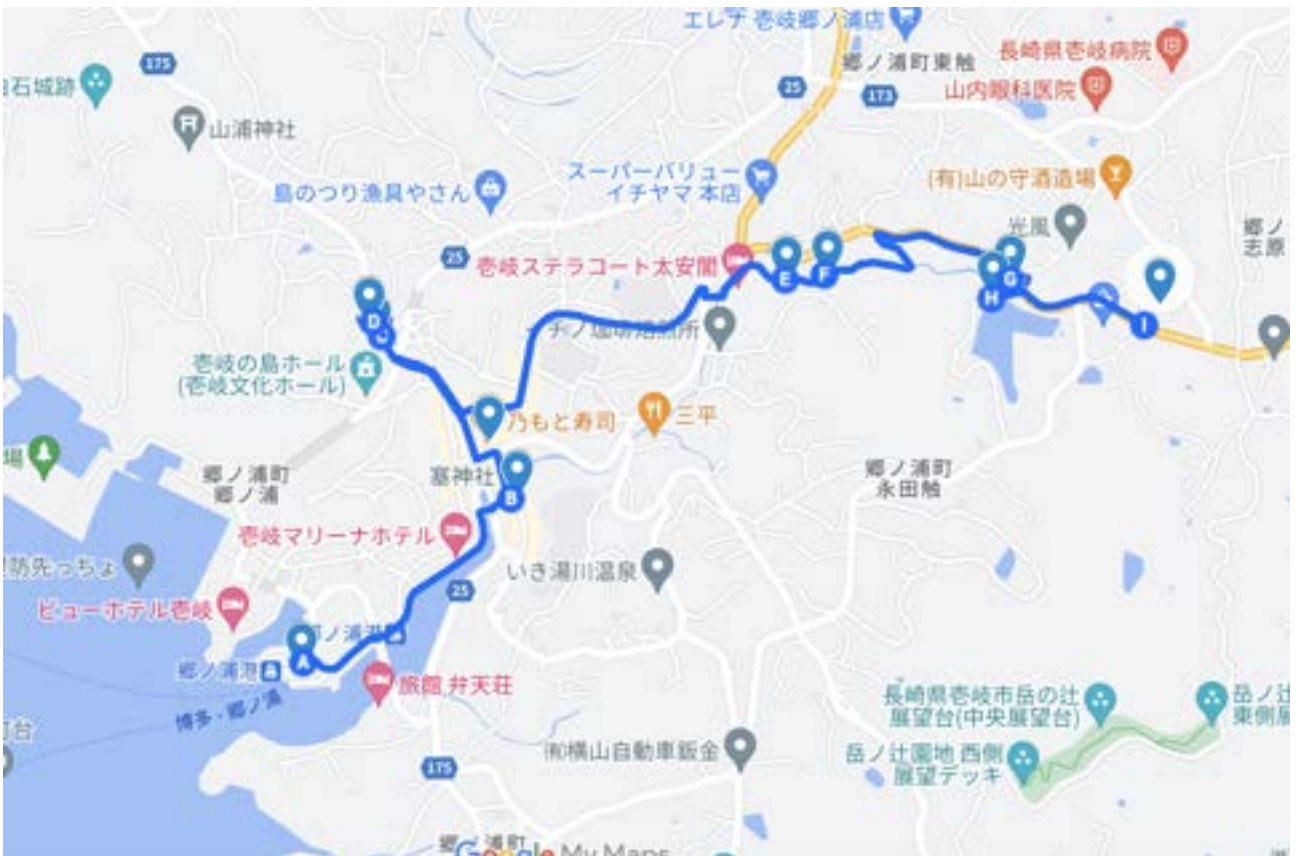 エレナ 壱岐郷ノ浦店
長崎県壱岐病院
郷ノ浦町東触
山内眼科医院
175
25
173
白石城跡
山浦神社
スーパーバリュー
イチヤマ 本店
(有)山の守酒造場
島のつり漁具やさん
光風
郷ノ
志原
25
壱岐ステラコート太安閣
E
F
G
H
I
D
壱岐の島ホール
(壱岐文化ホール)
乃もと寿司
三平
場
郷ノ浦町
郷ノ浦
塞神社
B
郷ノ浦町
永田触
壱岐マリーナホテル
防先っちょ
いき湯川温泉
25
ビューホテル壱岐
郷ノ浦港
A
郷ノ浦港
旅館 弁天荘
博多・郷ノ浦
町台
長崎県壱岐市岳の辻
展望台(中央展望台)
岳ノ辻
東側展
㈲横山自動車鈑金
岳ノ辻園地 西側
展望デッキ
175
郷ノ浦町
Google My Maps